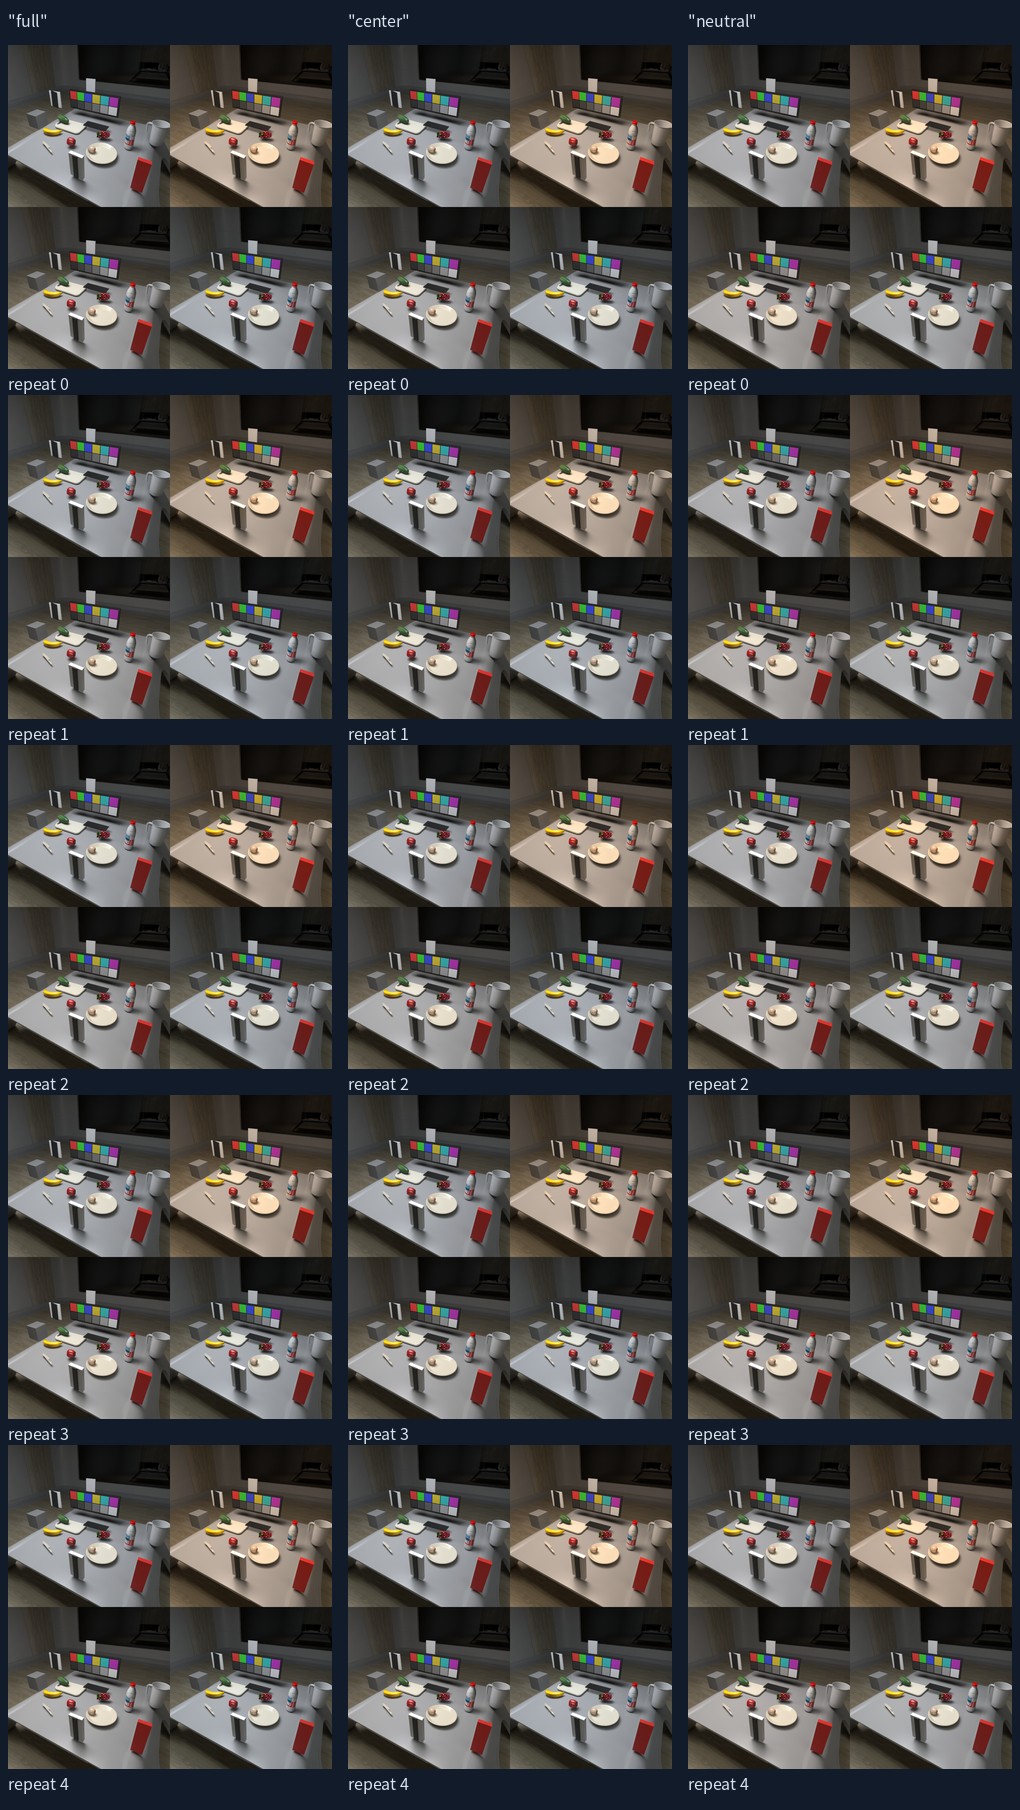 "full" "center" "neutral"
repeat 0 repeat 0 repeat 0
repeat 1 repeat 1 repeat 1
repeat 2 repeat 2 repeat 2
repeat 3 repeat 3 repeat 3
repeat 4 repeat 4 repeat 4